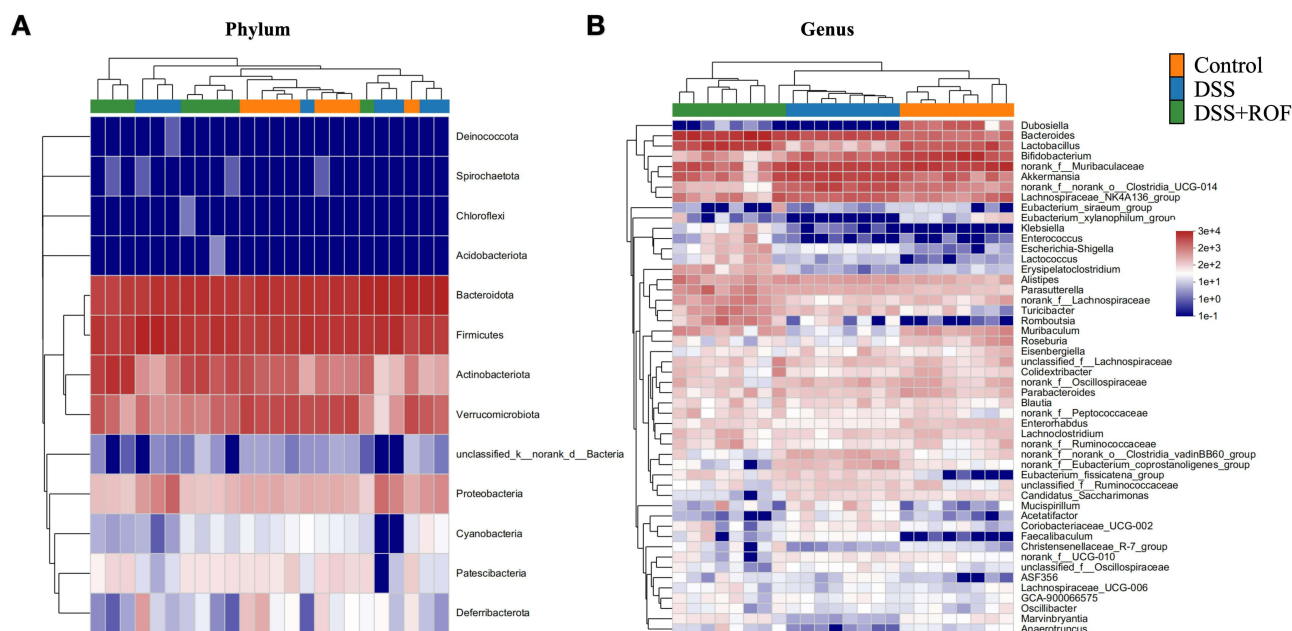 A
Phylum
Deinococcota
Spirochaetota
Chloroflexi
Acidobacteriota
Bacteroidota
Firmicutes
Actinobacteriota
Verrucomicrobiota
unclassified_k__norank_d__Bacteria
Proteobacteria
Cyanobacteria
Patescibacteria
Deferribacterota
B
Genus
Dubosiella
Bacteroides
Lactobacillus
Bifidobacterium
norank_f__Muribaculaceae
Akkermansia
norank_f__norank_o__Clostridia_UCG-014
Lachnospiraceae_NK4A136_group
Eubacterium_siraeum_group
Eubacterium_xylanophilum_group
Klebsiella
Enterococcus
Escherichia-Shigella
Lactococcus
Erysipelatoclostridium
Alistipes
Parasutterella
norank_f__Lachnospiraceae
Turicibacter
Romboutsia
Muribaculum
Roseburia
Eisenbergiella
unclassified_f__Lachnospiraceae
Colidextribacter
norank_f__Oscillospiraceae
Parabacteroides
Blautia
norank_f__Peptococcaceae
Enterorhabdus
Lachnoclostridium
norank_f__Ruminococcaceae
norank_f__norank_o__Clostridia_vadinBB60_group
norank_f__Eubacterium_coprostanoligenes_group
Eubacterium_fissicatena_group
unclassified_f__Ruminococcaceae
Candidatus_Saccharimonas
Mucispirillum
Acetatifactor
Coriobacteriaceae_UCG-002
Faecalibaculum
Christensenellaceae_R-7_group
norank_f__UCG-010
unclassified_f__Oscillospiraceae
ASF356
Lachnospiraceae_UCG-006
GCA-900066575
Oscillibacter
Marvinbryantia
Anaerotruncus
Control
DSS
DSS+ROF
3e+4
2e+2
1e+1
1e+0
1e-1